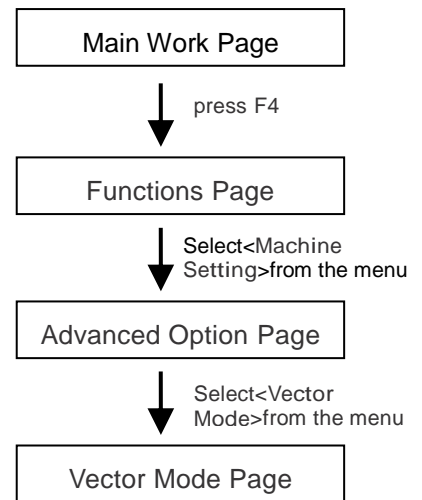 Main Work Page
press F4
Functions Page
Select<Machine
Setting>from the menu
Advanced Option Page
Select<Vector
Mode>from the menu
Vector Mode Page